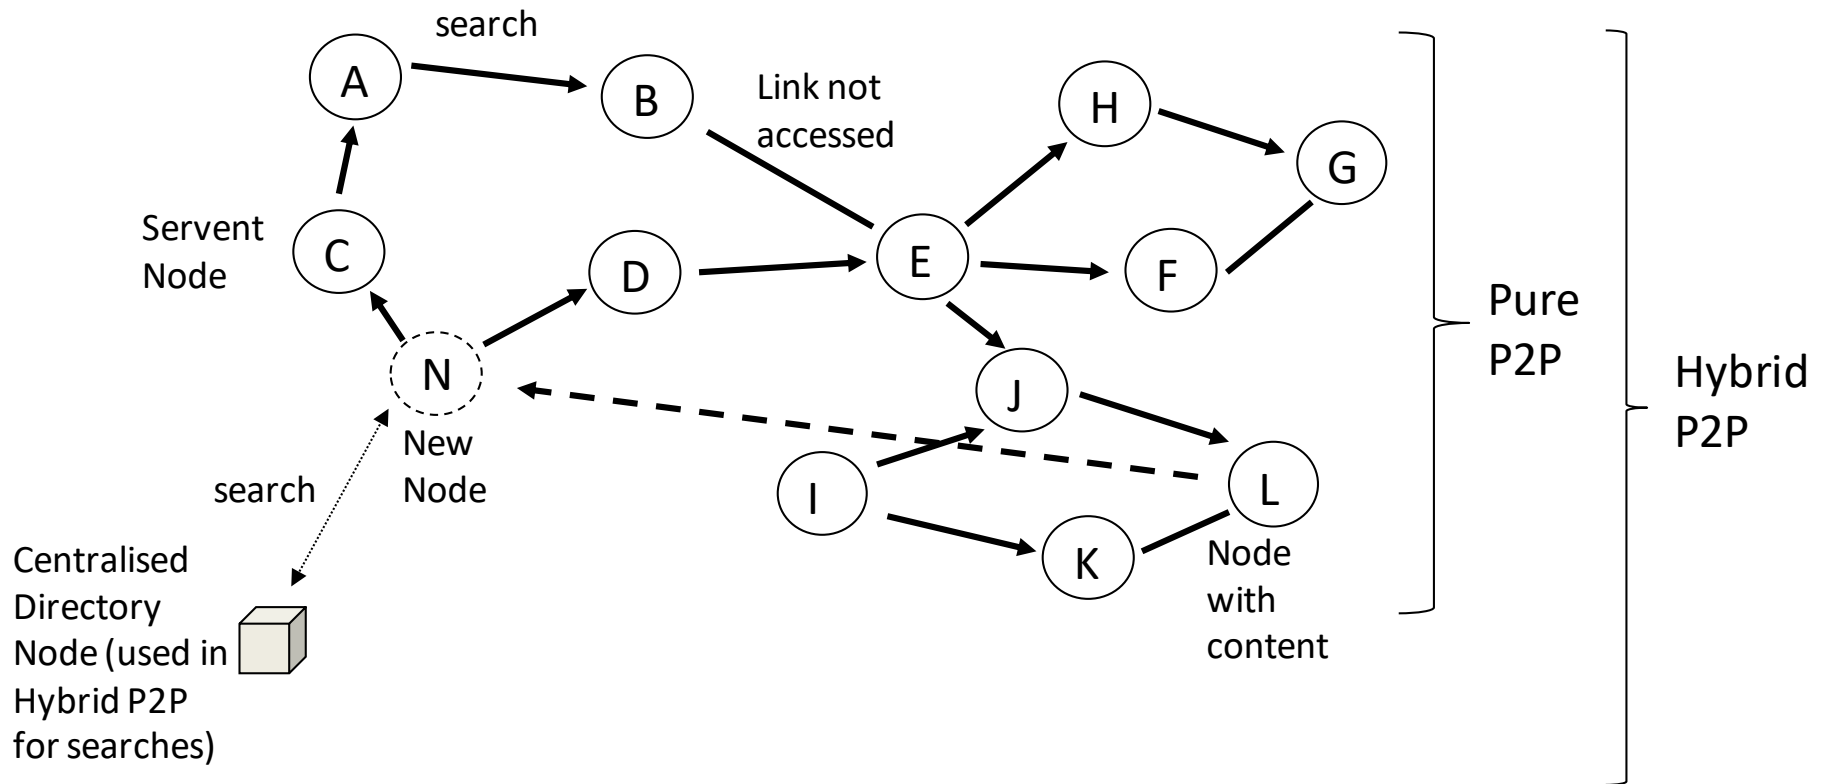 search
A
B
Link not
accessed
H
G
Servent
Node
C
D
E
F
Pure
P2P
Hybrid
P2P
N
J
New
Node
search
I
L
K
Node
with
content
Centralised
Directory
Node (used in
Hybrid P2P
for searches)